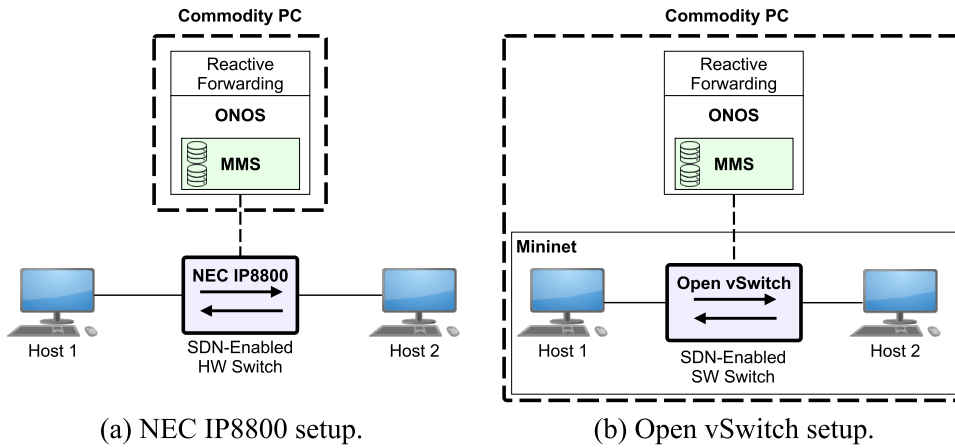 Commodity PC
Reactive
Forwarding
ONOS
MMS
NEC IP8800
Host 1
SDN-Enabled
HW Switch
Host 2
(a) NEC IP8800 setup.
Commodity PC
Reactive
Forwarding
ONOS
MMS
Mininet
Open vSwitch
Host 1
SDN-Enabled
SW Switch
Host 2
(b) Open vSwitch setup.